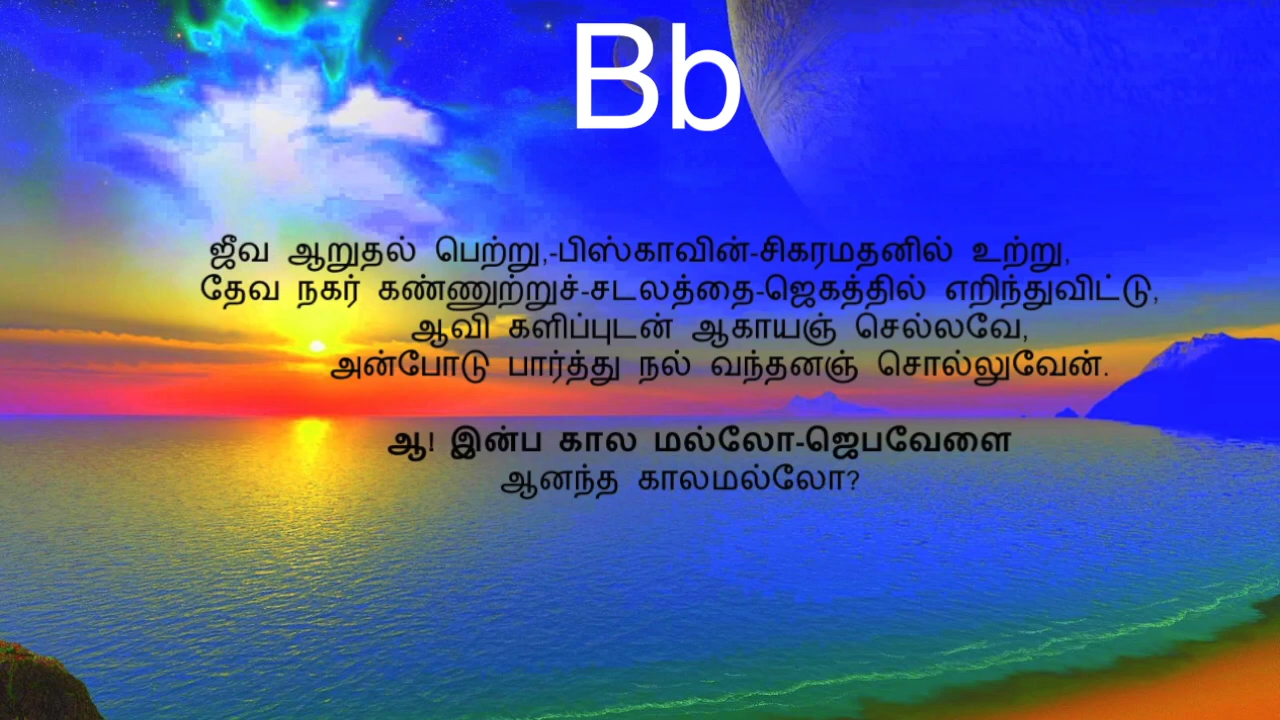 Bb
ஜீவ ஆறுதல் பெற்று,-பிஸ்காவின்-சிகரமதனில் உற்று,
தேவ நகர் கண்ணுற்றுச்-சடலத்தை-ஜெகத்தில் எறிந்துவிட்டு,
ஆவி களிப்புடன் ஆகாயஞ் செல்லவே,
அன்போடு பார்த்து நல் வந்தனஞ் சொல்லுவேன்.
ஆ! இன்ப கால மல்லோ-ஜெபவேளை
ஆனந்த காலமல்லோ?